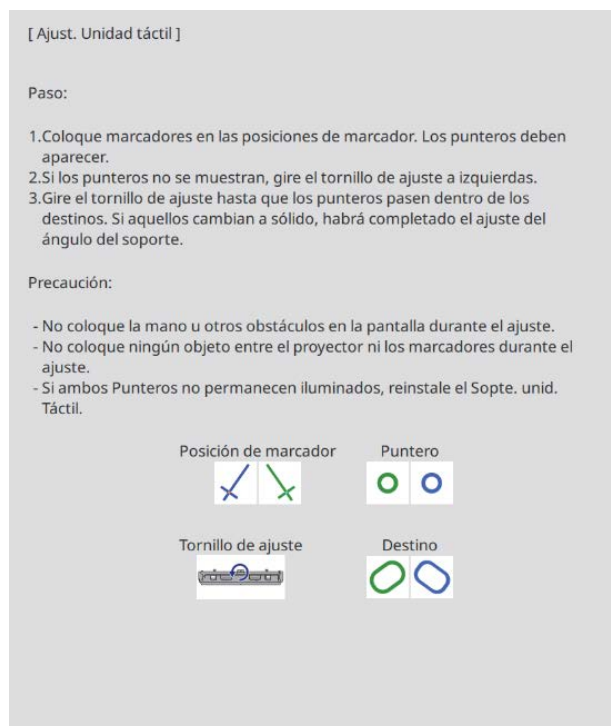 [ Ajust. Unidad táctil ]
Paso:
1.Coloque marcadores en las posiciones de marcador. Los punteros deben
aparecer.
2.Si los punteros no se muestran, gire el tornillo de ajuste a izquierdas.
3.Gire el tornillo de ajuste hasta que los punteros pasen dentro de los
destinos. Si aquellos cambian a sólido, habrá completado el ajuste del
ángulo del soporte.
Precaución:
- No coloque la mano u otros obstáculos en la pantalla durante el ajuste.
- No coloque ningún objeto entre el proyector ni los marcadores durante el
ajuste.
- Si ambos Punteros no permanecen iluminados, reinstale el Sopte. unid.
Táctil.
Posición de marcador Puntero
Tornillo de ajuste Destino